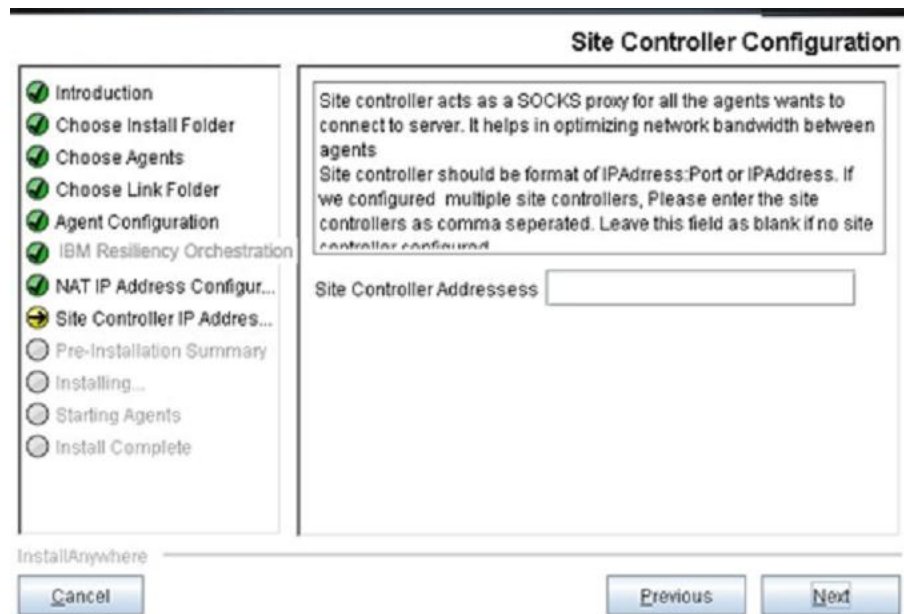 Site Controller Configuration
Introduction
Choose Install Folder
Choose Agents
Choose Link Folder
Agent Configuration
IBM Resiliency Orchestration
NAT IP Address Configur...
Site Controller IP Addres...
Pre-Installation Summary
Installing...
Starting Agents
Install Complete
Site controller acts as a SOCKS proxy for all the agents wants to
connect to server. It helps in optimizing network bandwidth between
agents
Site controller should be format of IPAdrress:Port or IPAddress. If
we configured multiple site controllers, Please enter the site
controllers as comma seperated. Leave this field as blank if no site
controller configured
Site Controller Addressess
InstallAnywhere
Cancel
Previous
Next